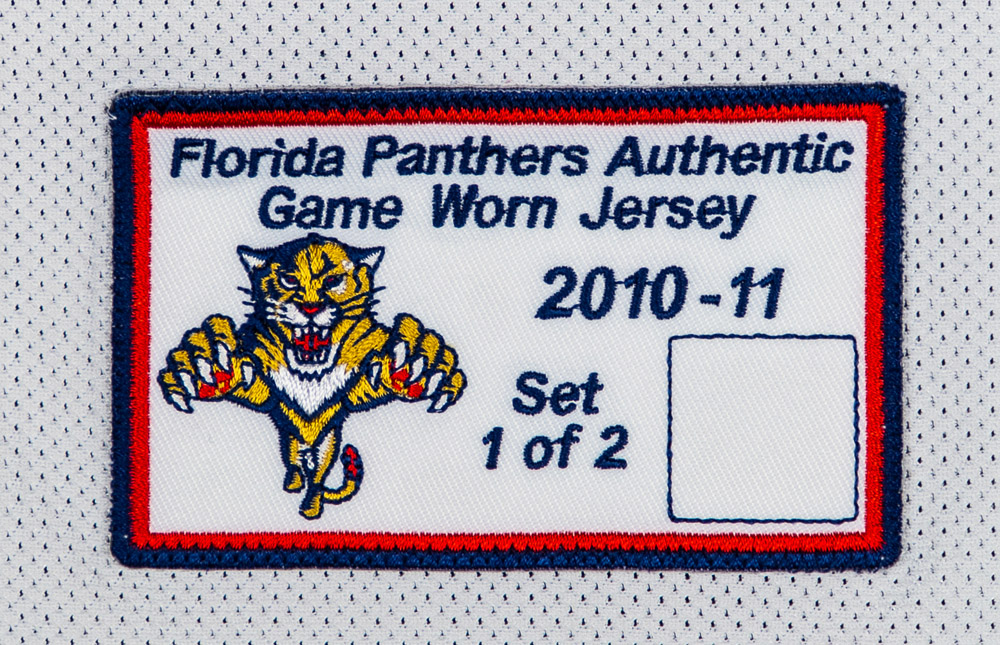 Florida Panthers Authentic
Game Worn Jersey
2010-11
Set
1 of 2